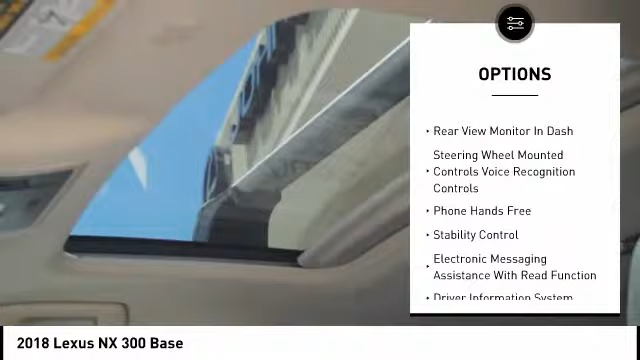 OPTIONS
• Rear View Monitor In Dash
Steering Wheel Mounted
• Controls Voice Recognition
Controls
• Phone Hands Free
• Stability Control
Electronic Messaging
• Assistance With Read Function
• Driver Information System
2018 Lexus NX 300 Base